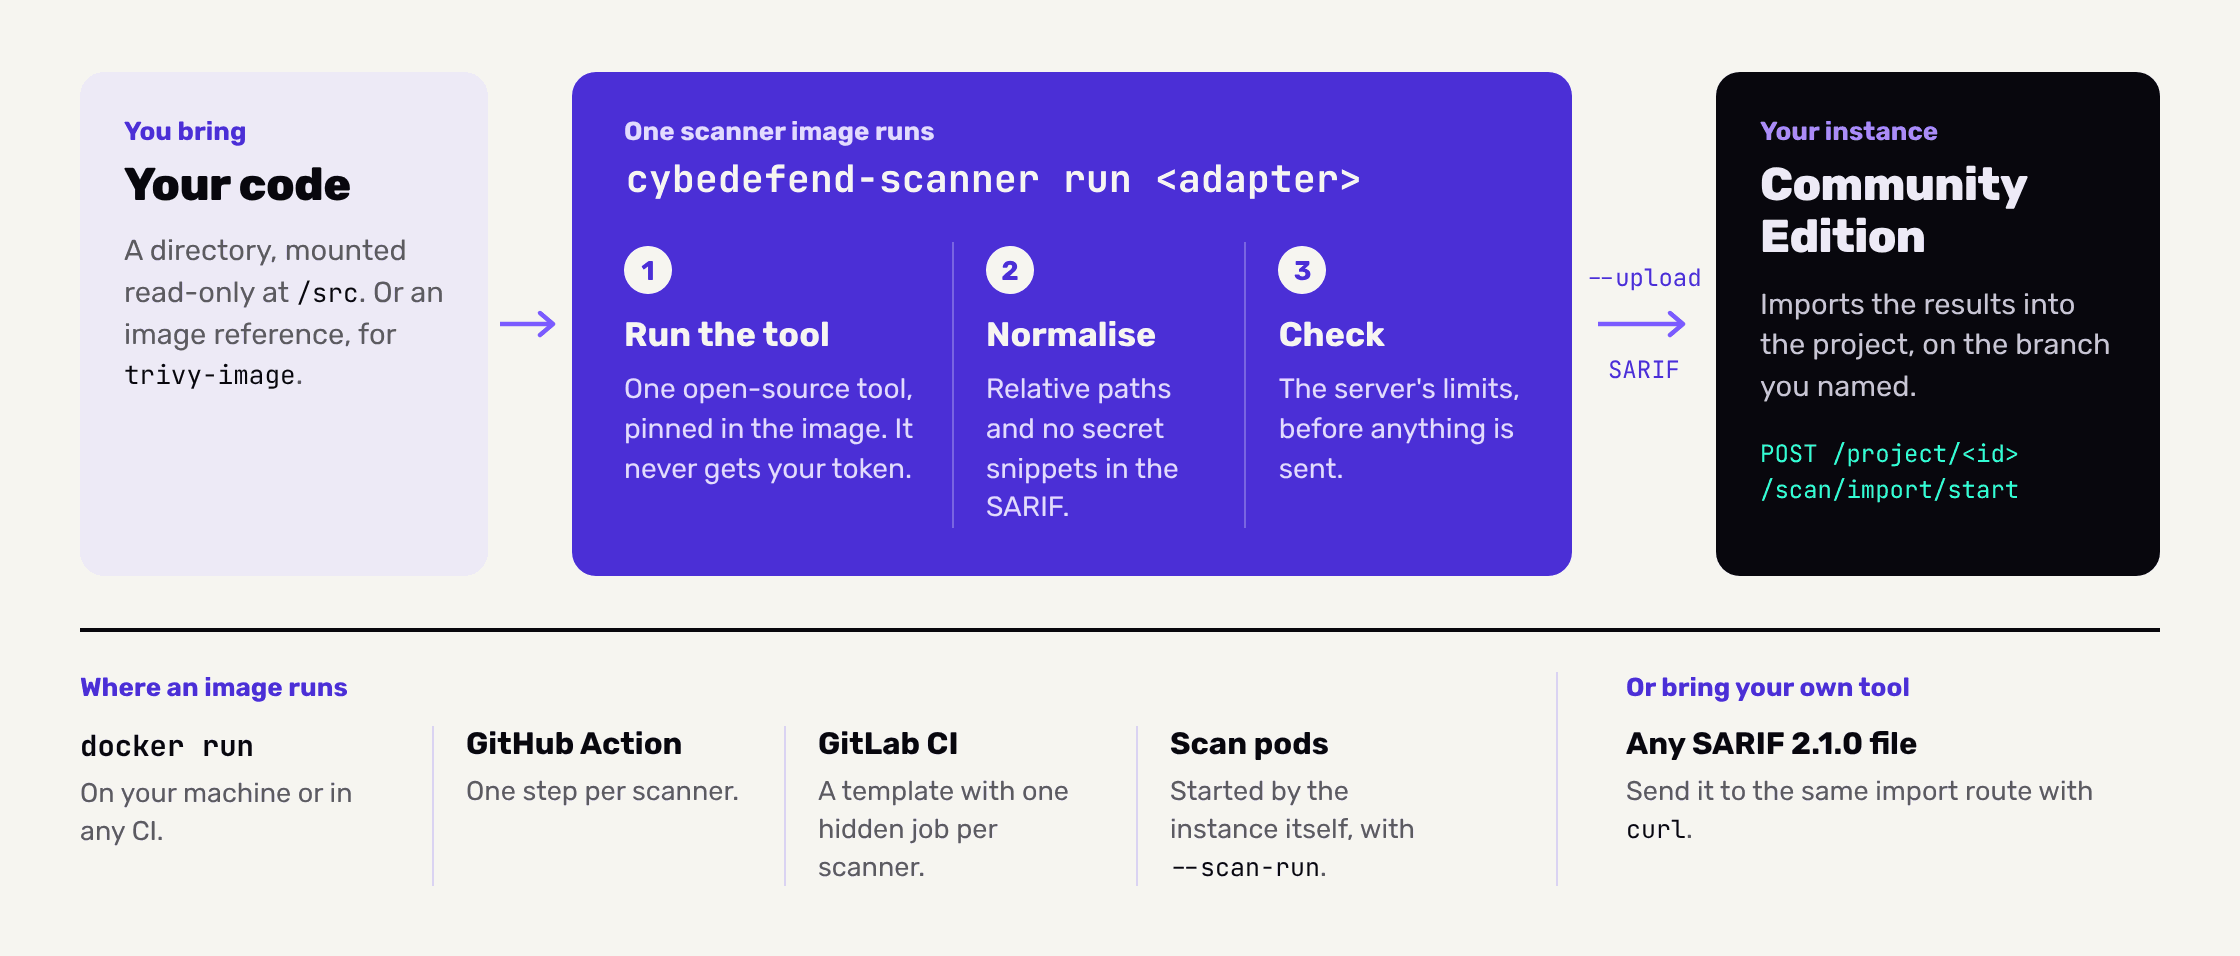 You bring
Your code
A directory, mounted
read-only at /src. Or an
image reference, for
trivy-image.
One scanner image runs
cybedefend-scanner run <adapter>
1
Run the tool
One open-source tool,
pinned in the image. It
never gets your token.
2
Normalise
Relative paths
and no secret
snippets in the
SARIF.
3
Check
The server's limits,
before anything is
sent.
--upload
SARIF
Your instance
Community
Edition
Imports the results into
the project, on the branch
you named.
POST /project/<id>
/scan/import/start
Where an image runs
docker run
On your machine or in
any CI.
GitHub Action
One step per scanner.
GitLab CI
A template with one
hidden job per
scanner.
Scan pods
Started by the
instance itself, with
--scan-run.
Or bring your own tool
Any SARIF 2.1.0 file
Send it to the same import route with
curl.